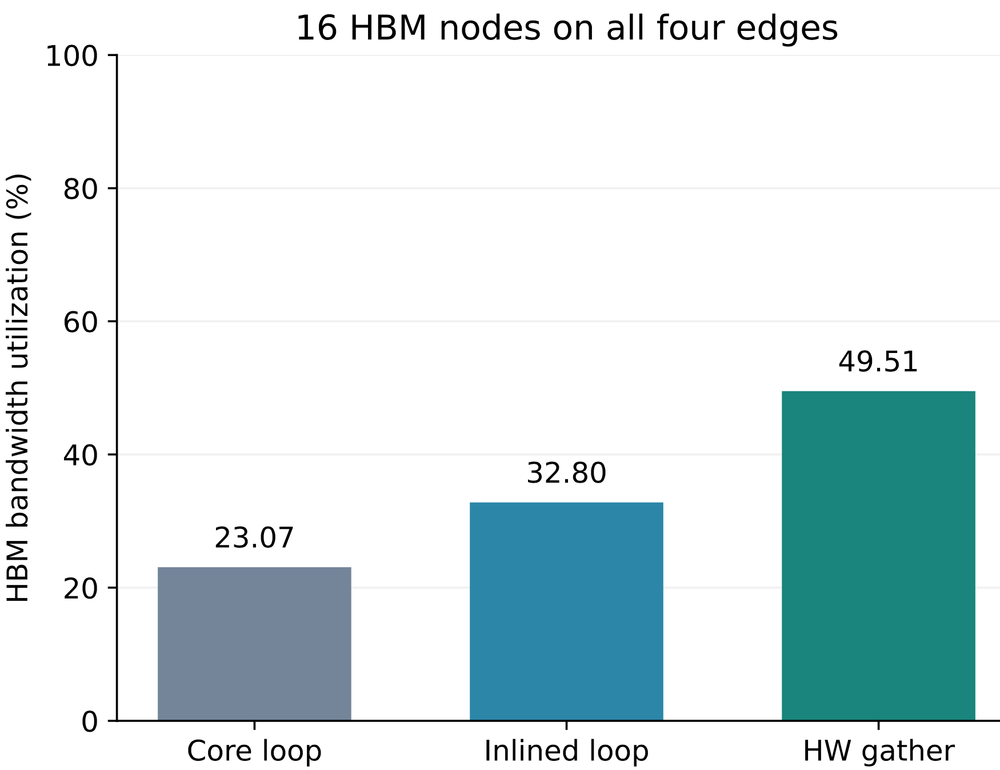 16 HBM nodes on all four edges
HBM bandwidth utilization (%)
100
80
60
40
20
0
23.07
32.80
49.51
Core loop
Inlined loop
HW gather